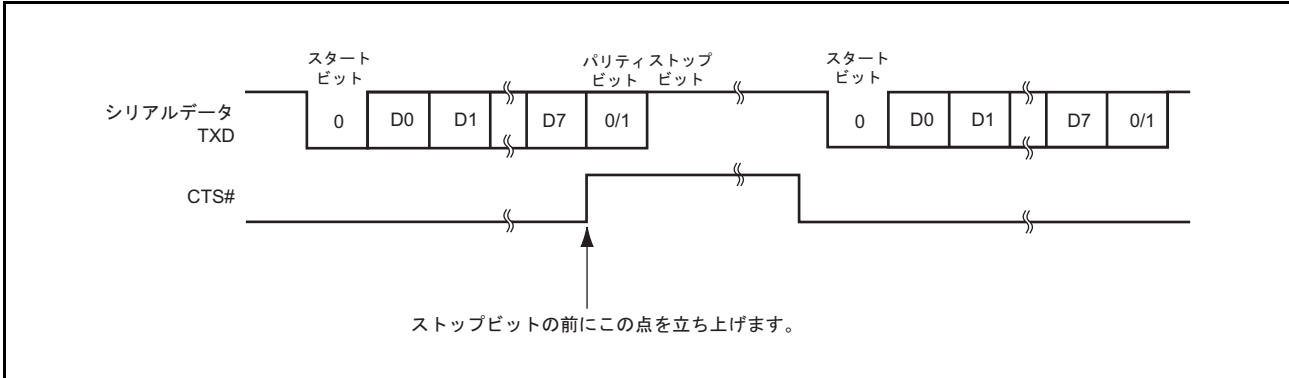 スタート
ビット
パリティ ストップ
ビット ビット
スタート
ビット
シリアルデータ
TXD
0 D0 D1 D7 0/1 0 D0 D1 D7 0/1
CTS#
ストップビットの前にこの点を立ち上げます。